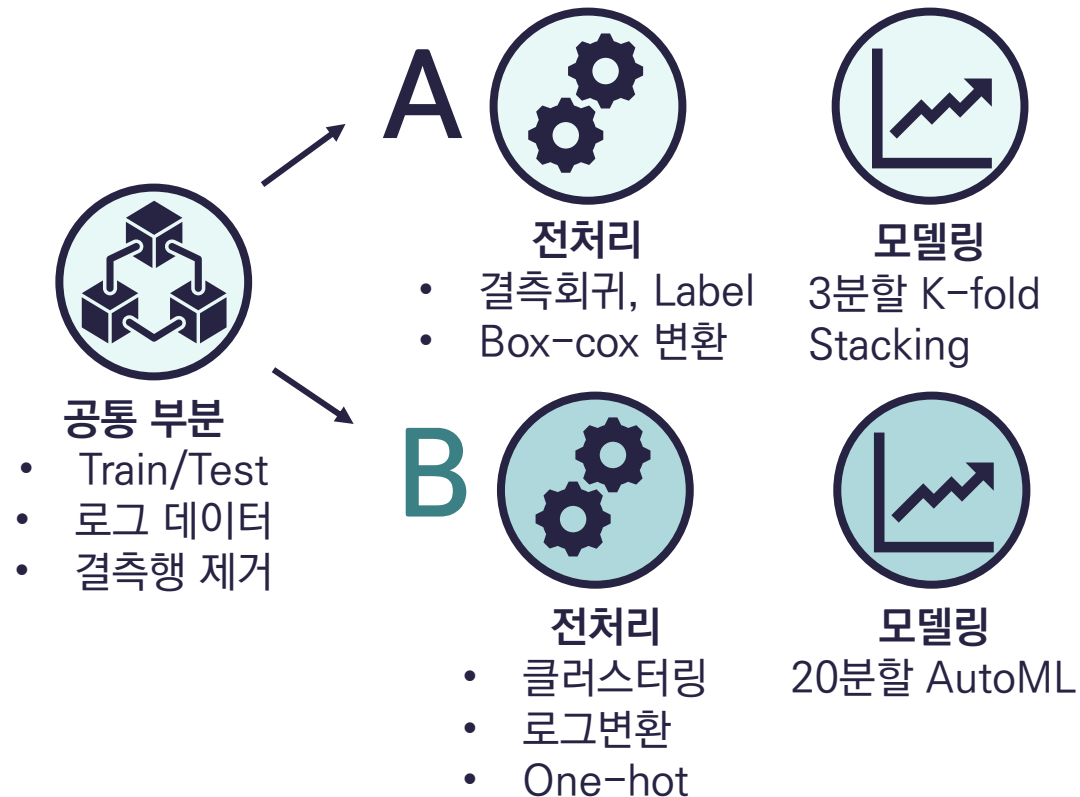 공통 부분
• Train/Test
• 로그 데이터
• 결측행 제거
A
전처리
• 결측회귀, Label
• Box-cox 변환
모델링
3분할 K-fold
Stacking
B
전처리
• 클러스터링
• 로그변환
• One-hot
모델링
20분할 AutoML